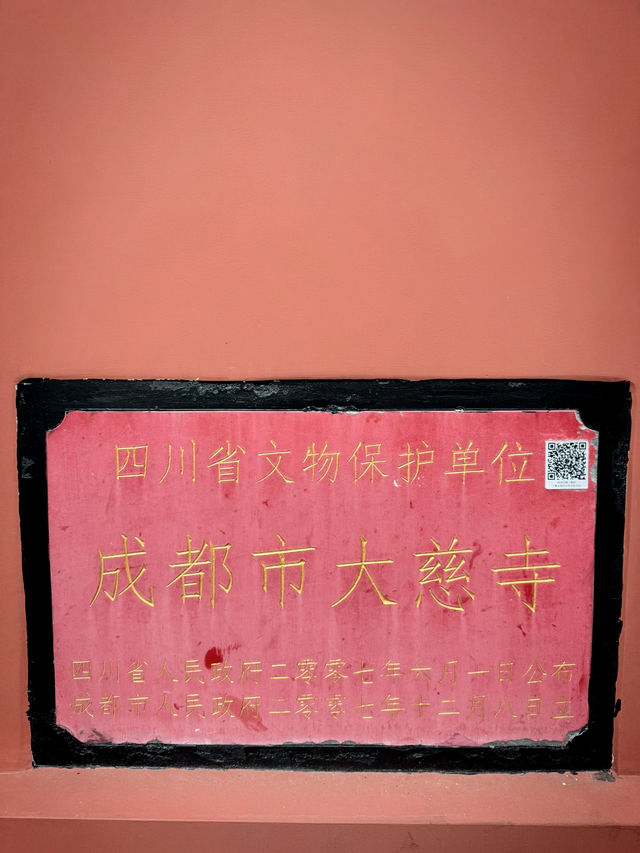 四川省文物保护单位
成都市大慈寺
四川省人民政府二零零七年六月一日公布
成都市人民政府二零零七年十二月八日立